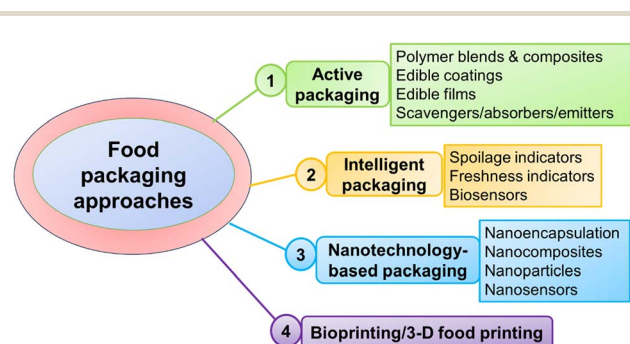 Food
packaging
approaches
1
Active
packaging
Polymer blends & composites
Edible coatings
Edible films
Scavengers/absorbers/emitters
2
Intelligent
packaging
Spoilage indicators
Freshness indicators
Biosensors
3
Nanotechnology-
based packaging
Nanoencapsulation
Nanocomposites
Nanoparticles
Nanosensors
4
Bioprinting/3-D food printing